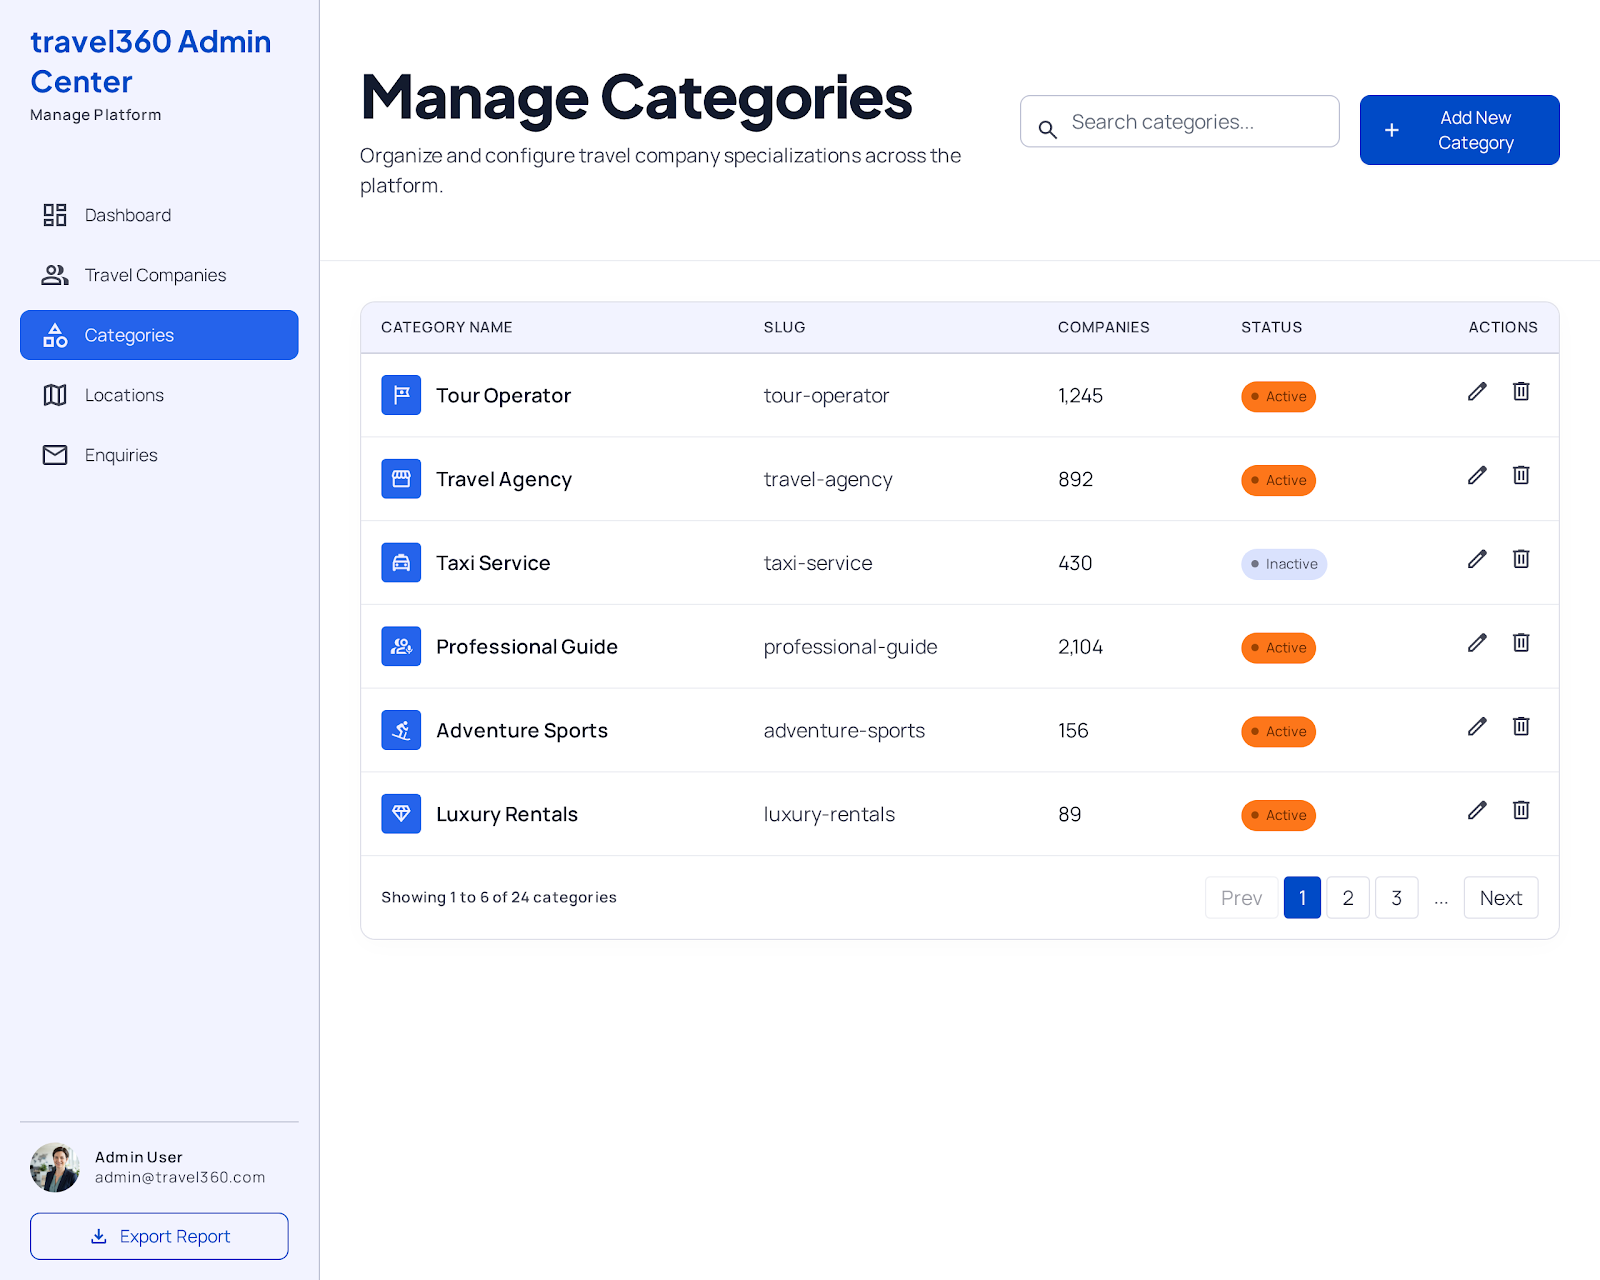 travel360 Admin
Center
Manage Platform
Dashboard
Travel Companies
Categories
Locations
Enquiries
Admin User
admin@travel360.com
Export Report
Manage Categories
Organize and configure travel company specializations across the
platform.
Search categories...
Add New
Category
CATEGORY NAME SLUG COMPANIES STATUS ACTIONS
Tour Operator tour-operator 1,245 Active
Travel Agency travel-agency 892 Active
Taxi Service taxi-service 430 Inactive
Professional Guide professional-guide 2,104 Active
Adventure Sports adventure-sports 156 Active
Luxury Rentals luxury-rentals 89 Active
Showing 1 to 6 of 24 categories Prev 1 2 3 ... Next